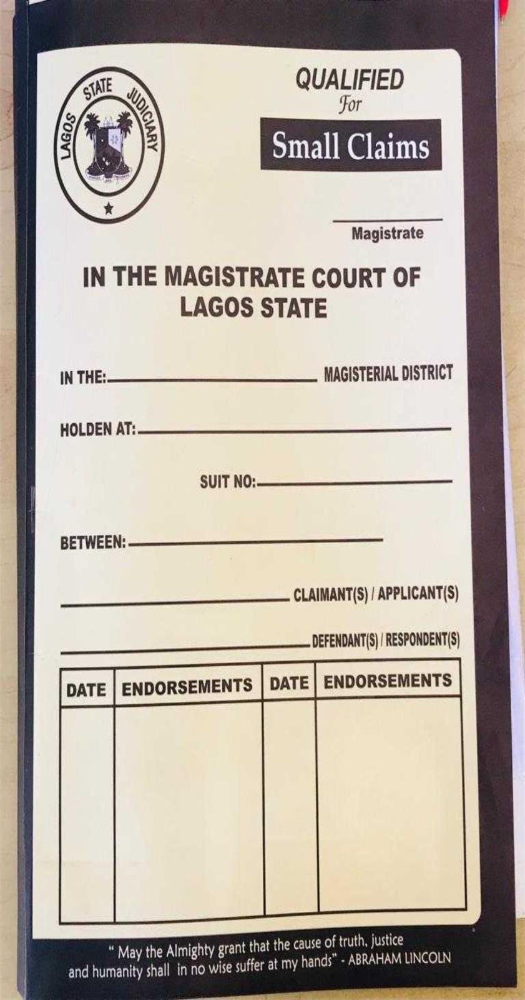 LAGOS STATE JUDICIARY
QUALIFIED
For
Small Claims
Magistrate
IN THE MAGISTRATE COURT OF
LAGOS STATE
IN THE: MAGISTERIAL DISTRICT
HOLDEN AT:
SUIT NO:
BETWEEN:
CLAIMANT(S) / APPLICANT(S)
DEFENDANT(S) / RESPONDENT(S)
DATE ENDORSEMENTS DATE ENDORSEMENTS
“ May the Almighty grant that the cause of truth, justice
and humanity shall in no wise suffer at my hands” - ABRAHAM LINCOLN